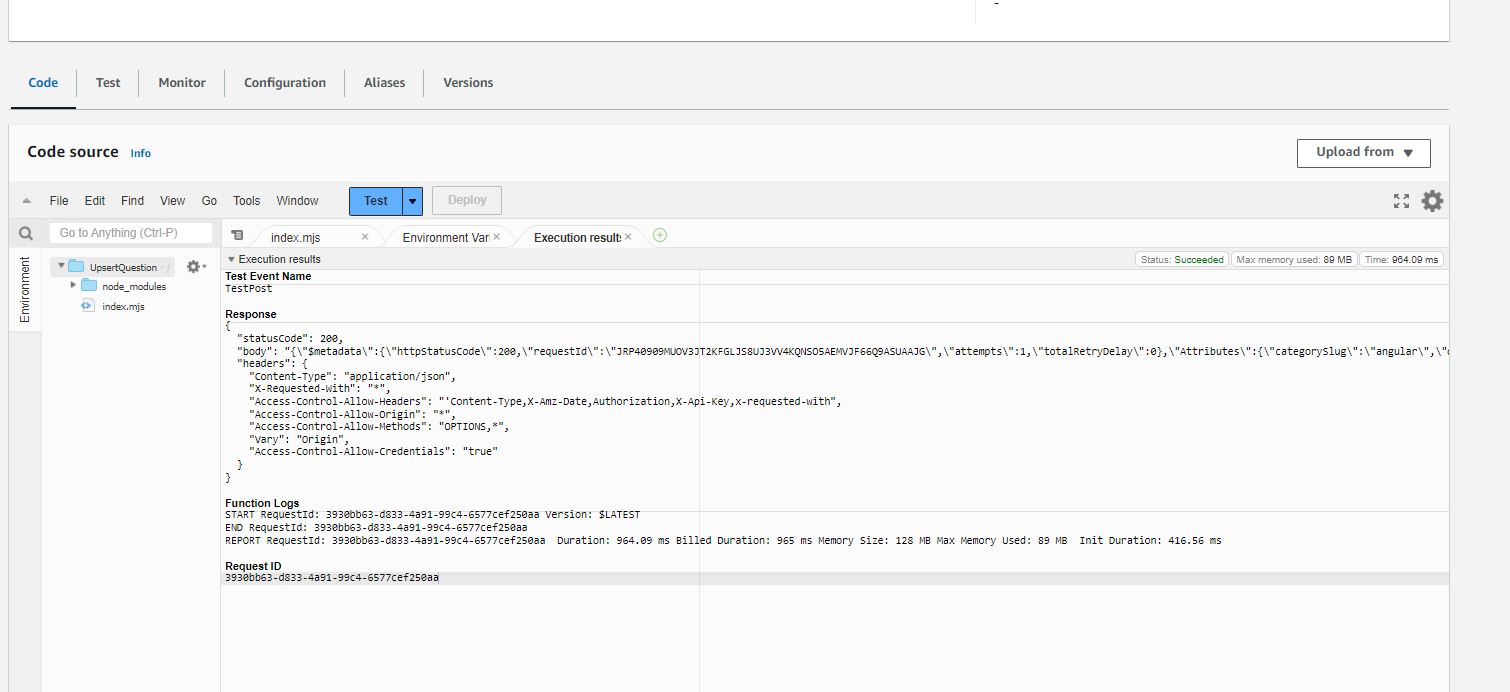 -
Code Test Monitor Configuration Aliases Versions
Code source Info Upload from
File Edit Find View Go Tools Window Test Deploy
Go to Anything (Ctrl-P) index.mjs Environment Var Execution results
Environment
UpsertQuestion - /
node_modules
index.mjs
Execution results Status: Succeeded Max memory used: 89 MB Time: 964.09 ms
Test Event Name
TestPost
Response
{
"statusCode": 200,
"body": "{\"$metadata\":{\"httpStatusCode\":200,\"requestId\":\"JRP40909MUOV3JT2KFGLJS8UJ3VV4KQNSO5AEMVJF66Q9ASUAAJG\",\"attempts\":1,\"totalRetryDelay\":0},\"Attributes\":{\"categorySlug\":\"angular\",\"
"headers": {
"Content-Type": "application/json",
"X-Requested-With": "*",
"Access-Control-Allow-Headers": "'Content-Type,X-Amz-Date,Authorization,X-Api-Key,x-requested-with",
"Access-Control-Allow-Origin": "*",
"Access-Control-Allow-Methods": "OPTIONS,*",
"Vary": "Origin",
"Access-Control-Allow-Credentials": "true"
}
}
Function Logs
START RequestId: 3930bb63-d833-4a91-99c4-6577cef250aa Version: $LATEST
END RequestId: 3930bb63-d833-4a91-99c4-6577cef250aa
REPORT RequestId: 3930bb63-d833-4a91-99c4-6577cef250aa Duration: 964.09 ms Billed Duration: 965 ms Memory Size: 128 MB Max Memory Used: 89 MB Init Duration: 416.56 ms
Request ID
3930bb63-d833-4a91-99c4-6577cef250aa